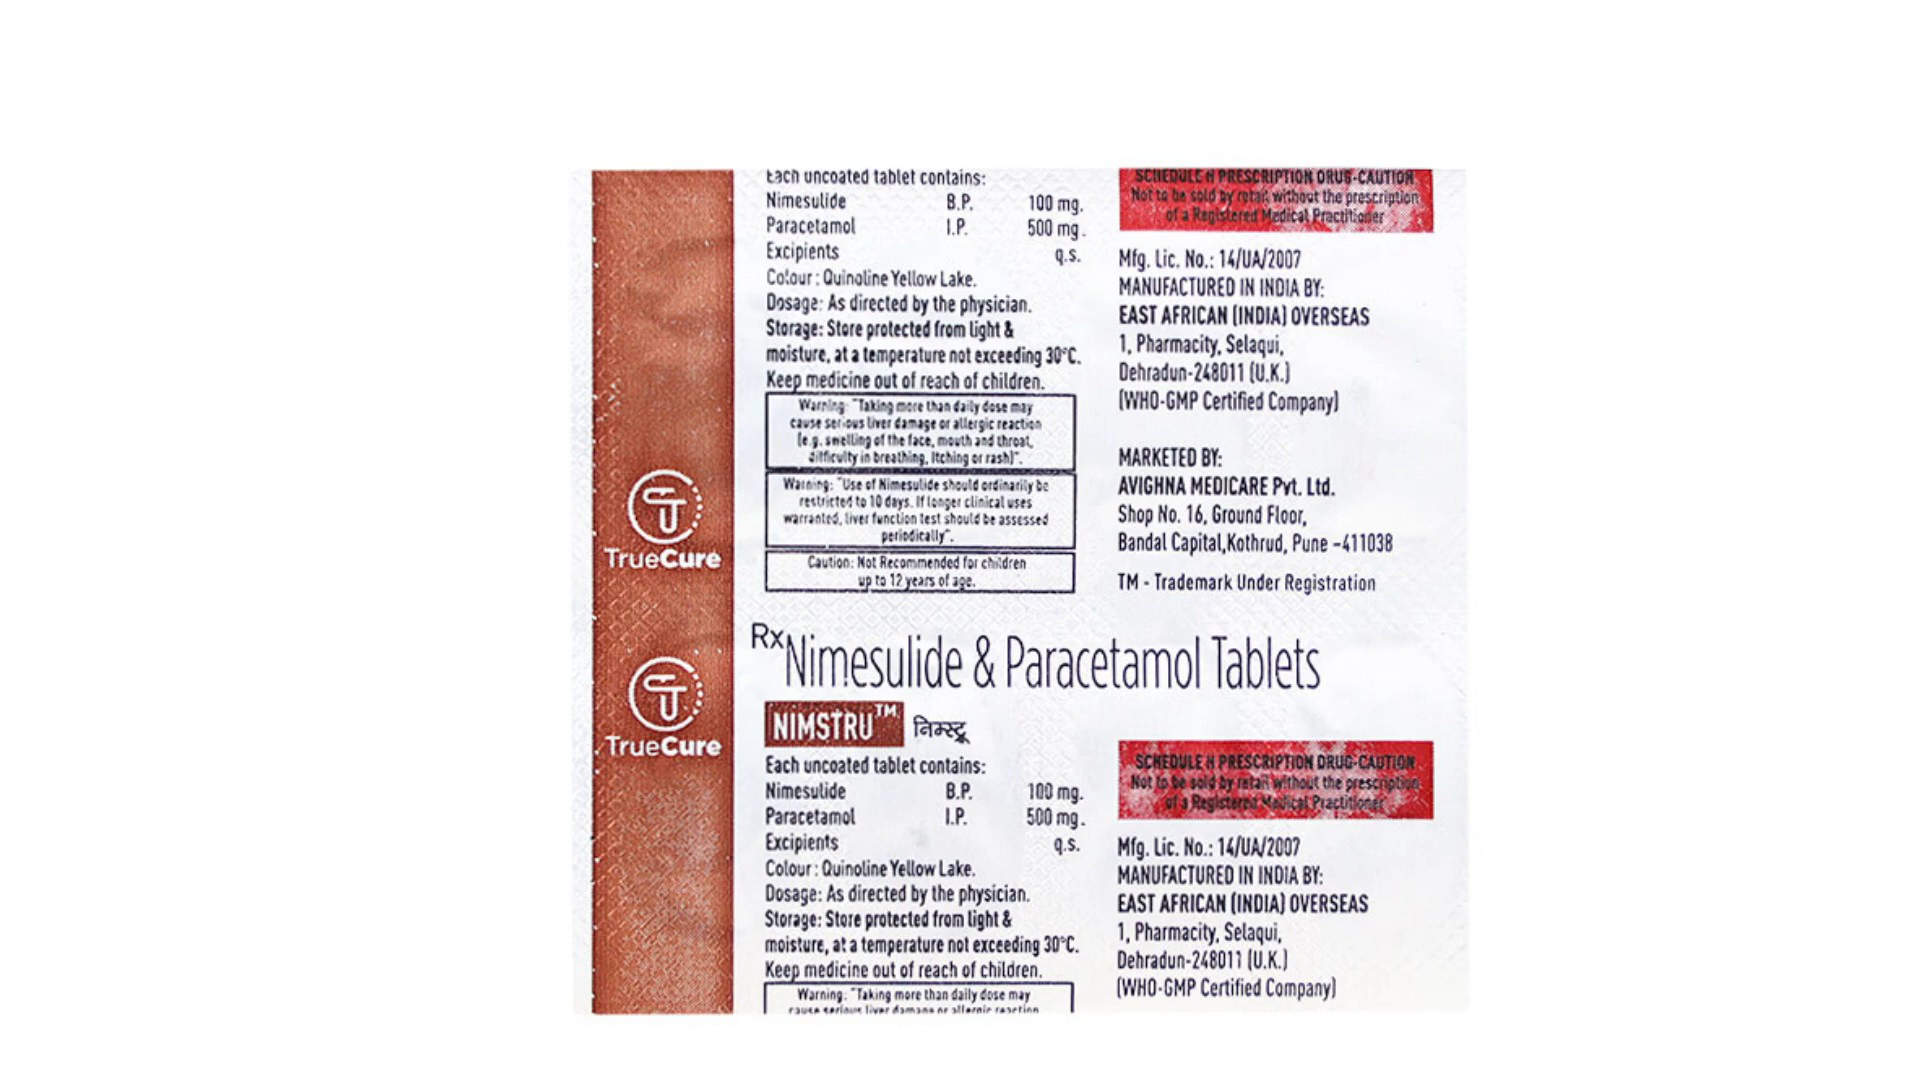 Each uncoated tablet contains:
Nimesulide B.P. 100 mg.
Paracetamol I.P. 500 mg.
Excipients q.s.
Colour : Quinoline Yellow Lake.
Dosage: As directed by the physician.
Storage: Store protected from light &
moisture, at a temperature not exceeding 30°C.
Keep medicine out of reach of children.
Warning: "Taking more than daily dose may
cause serious liver damage or allergic reaction
(e.g. swelling of the face, mouth and throat,
difficulty in breathing, Itching or rash)".
Warning: "Use of Nimesulide should ordinarily be
restricted to 10 days. If longer clinical uses
warranted, liver function test should be assessed
periodically".
Caution: Not Recommended for children
up to 12 years of age.
SCHEDULE H PRESCRIPTION DRUG-CAUTION
Not to be sold by retail without the prescription
of a Registered Medical Practitioner
Mfg. Lic. No.: 14/UA/2007
MANUFACTURED IN INDIA BY:
EAST AFRICAN (INDIA) OVERSEAS
1, Pharmacity, Selaqui,
Dehradun-248011 (U.K.)
(WHO-GMP Certified Company)
MARKETED BY:
AVIGHNA MEDICARE Pvt. Ltd.
Shop No. 16, Ground Floor,
Bandal Capital,Kothrud, Pune -411038
TM - Trademark Under Registration
TrueCure
TrueCure
Rx Nimesulide & Paracetamol Tablets
NIMSTRU™ निम्स्ट्रू
Each uncoated tablet contains:
Nimesulide B.P. 100 mg.
Paracetamol I.P. 500 mg.
Excipients q.s.
Colour : Quinoline Yellow Lake.
Dosage: As directed by the physician.
Storage: Store protected from light &
moisture, at a temperature not exceeding 30°C.
Keep medicine out of reach of children.
Warning: "Taking more than daily dose may
cause serious liver damage or allergic reaction
SCHEDULE H PRESCRIPTION DRUG-CAUTION
Not to be sold by retail without the prescription
of a Registered Medical Practitioner
Mfg. Lic. No.: 14/UA/2007
MANUFACTURED IN INDIA BY:
EAST AFRICAN (INDIA) OVERSEAS
1, Pharmacity, Selaqui,
Dehradun-248011 (U.K.)
(WHO-GMP Certified Company)